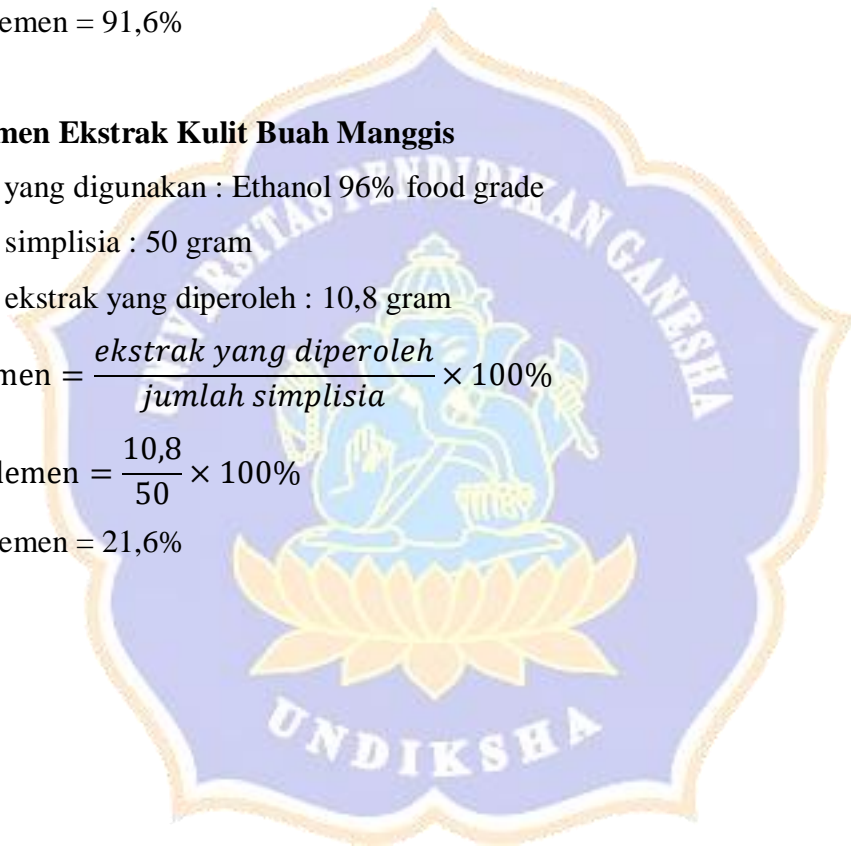 emen = 91,6%
men Ekstrak Kulit Buah Manggis
yang digunakan : Ethanol 96% food grade
simplisia : 50 gram
ekstrak yang diperoleh : 10,8 gram
men = ekstrak yang diperoleh / jumlah simplisia × 100%
lemen = 10,8 / 50 × 100%
emen = 21,6%
UNIVERSITAS PENDIDIKAN GANESHA
UNDIKSHA